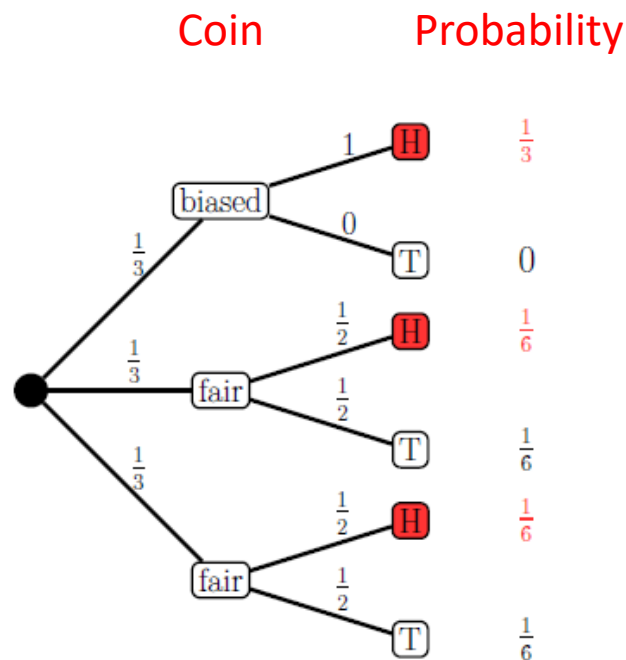 Coin Probability
1 H 1/3
biased
0 T 0
1/3
1/2 H 1/6
1/3 fair
1/2 T 1/6
1/3
1/2 H 1/6
fair
1/2 T 1/6